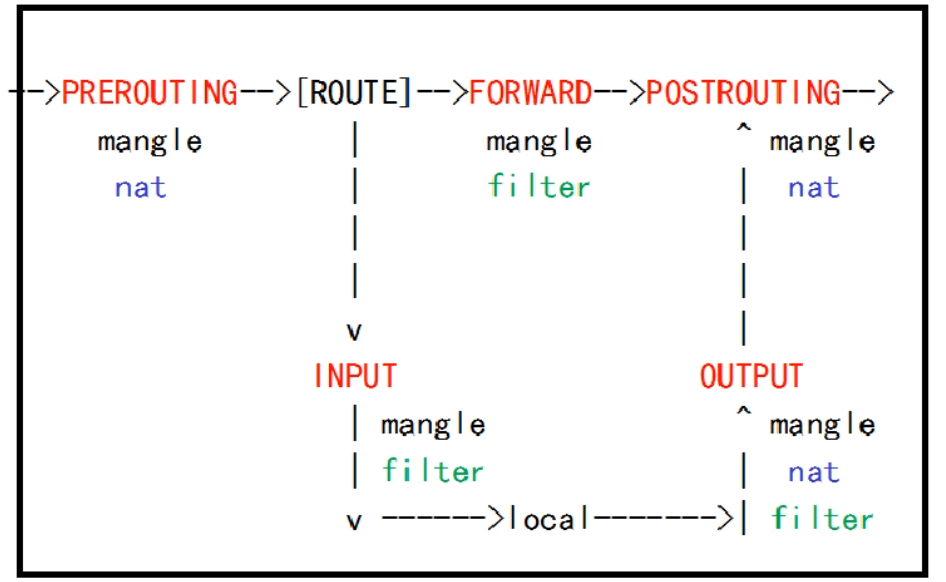 -->PREROUTING-->[ROUTE]-->FORWARD-->POSTROUTING-->
mangle | mangle ^ mangle
nat | filter | nat
| |
| |
v |
INPUT OUTPUT
| mangle ^ mangle
| filter | nat
v ------>local------->| filter